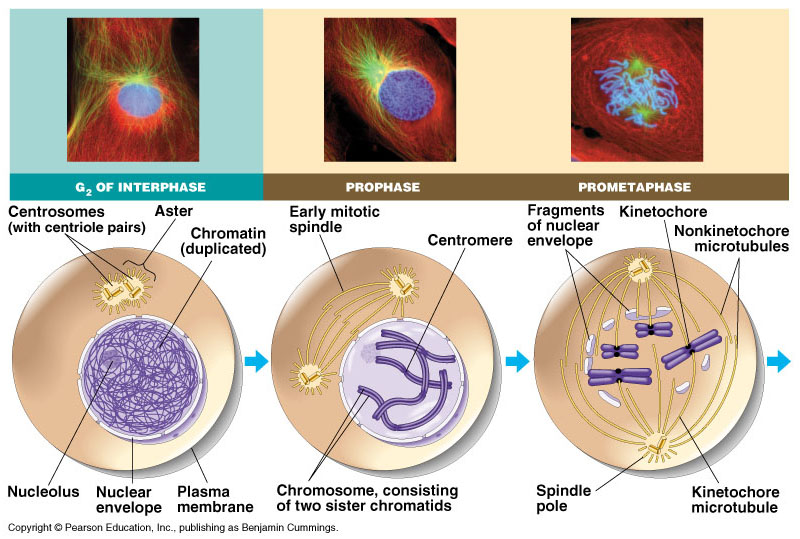 G2 OF INTERPHASE
PROPHASE
PROMETAPHASE
Centrosomes
(with centriole pairs)
Aster
Chromatin
(duplicated)
Early mitotic
spindle
Centromere
Fragments
of nuclear
envelope
Kinetochore
Nonkinetochore
microtubules
Nucleolus
Nuclear
envelope
Plasma
membrane
Chromosome, consisting
of two sister chromatids
Spindle
pole
Kinetochore
microtubule
Copyright © Pearson Education, Inc., publishing as Benjamin Cummings.